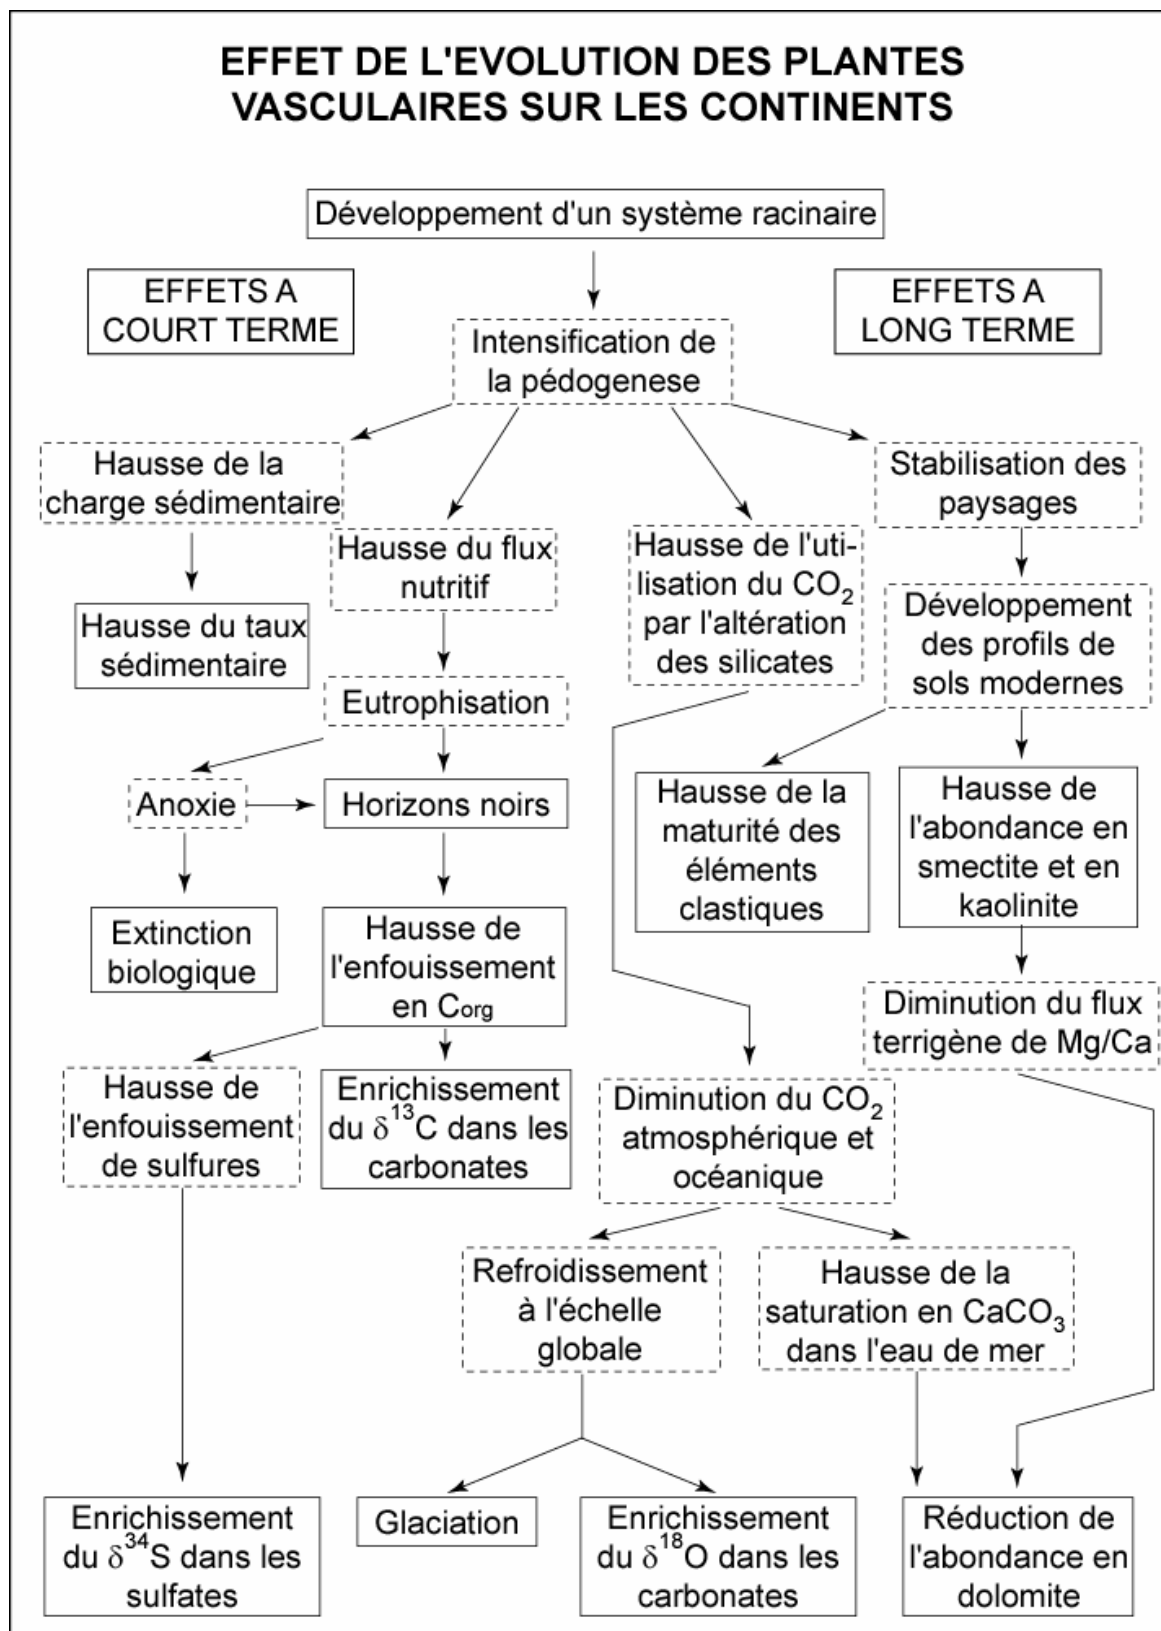 EFFET DE L'EVOLUTION DES PLANTES
VASCULAIRES SUR LES CONTINENTS
Développement d'un système racinaire
EFFETS A
COURT TERME
EFFETS A
LONG TERME
Intensification de
la pédogenese
Hausse de la
charge sédimentaire
Hausse du flux
nutritif
Hausse de l'uti-
lisation du CO₂
par l'altération
des silicates
Stabilisation des
paysages
Hausse du taux
sédimentaire
Développement
des profils de
sols modernes
Eutrophisation
Anoxie
Horizons noirs
Hausse de la
maturité des
éléments
clastiques
Hausse de
l'abondance en
smectite et en
kaolinite
Extinction
biologique
Hausse de
l'enfouissement
en Corg
Diminution du flux
terrigène de Mg/Ca
Hausse de
l'enfouissement
de sulfures
Enrichissement
du δ¹³C dans les
carbonates
Diminution du CO₂
atmosphérique et
océanique
Refroidissement
à l'échelle
globale
Hausse de la
saturation en CaCO₃
dans l'eau de mer
Enrichissement
du δ³⁴S dans les
sulfates
Glaciation
Enrichissement
du δ¹⁸O dans les
carbonates
Réduction de
l'abondance en
dolomite